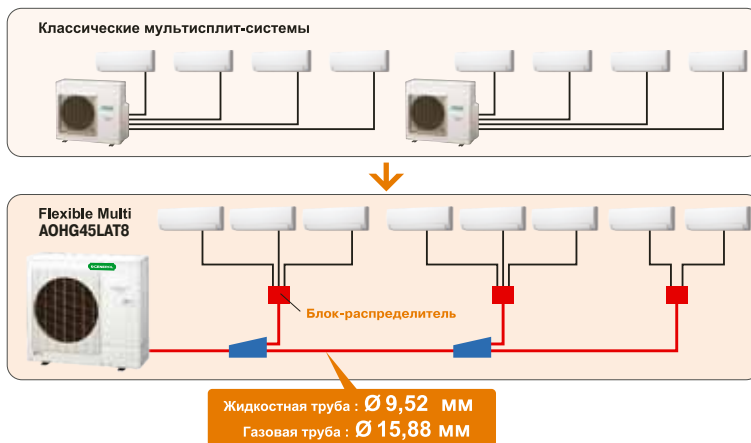 Классические мультисплит-системы
Flexible Multi
AOHG45LAT8
Блок-распределитель
Жидкостная труба : Ø 9,52 мм
Газовая труба : Ø 15,88 мм